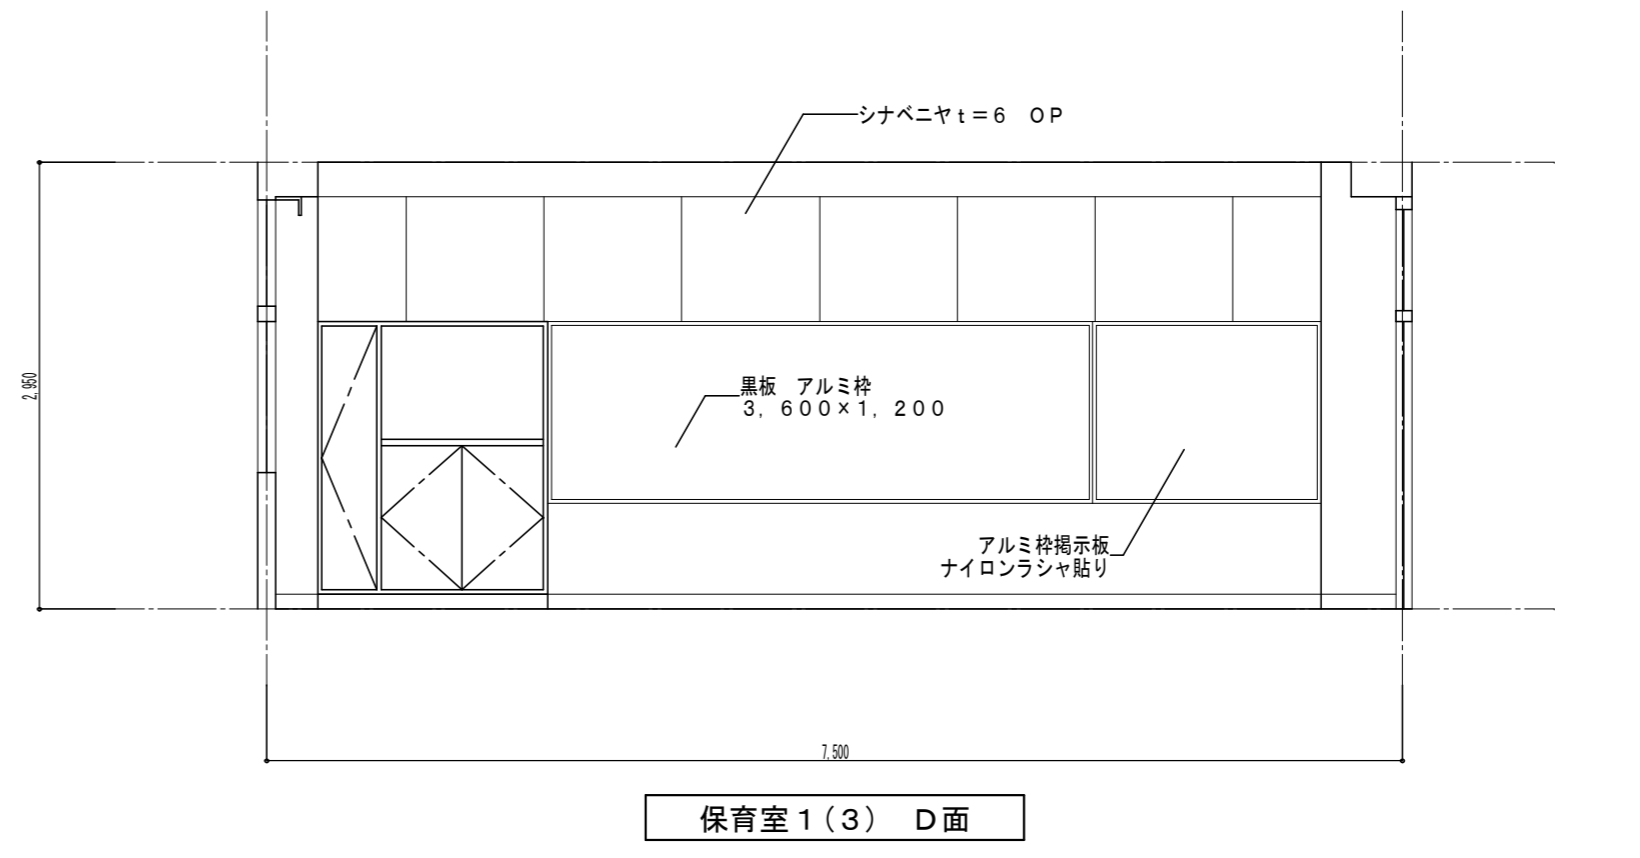 シナベニヤｔ＝６　ＯＰ
2,950
黒板　アルミ枠
３，６００×１，２００
アルミ枠掲示板
ナイロンラシャ貼り
7,500
保育室１（３）　Ｄ面